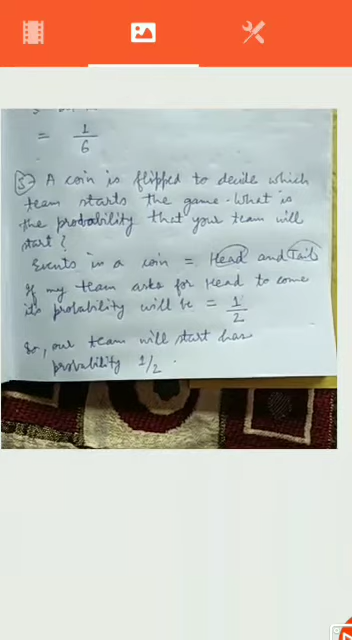 = 1/6
5- A coin is flipped to decide which
team starts the game. What is
the probability that your team will
start?
Events in a coin = Head and Tail
If my team asks for Head to come
it's probability will be = 1/2
So, our team will start has
probability 1/2.